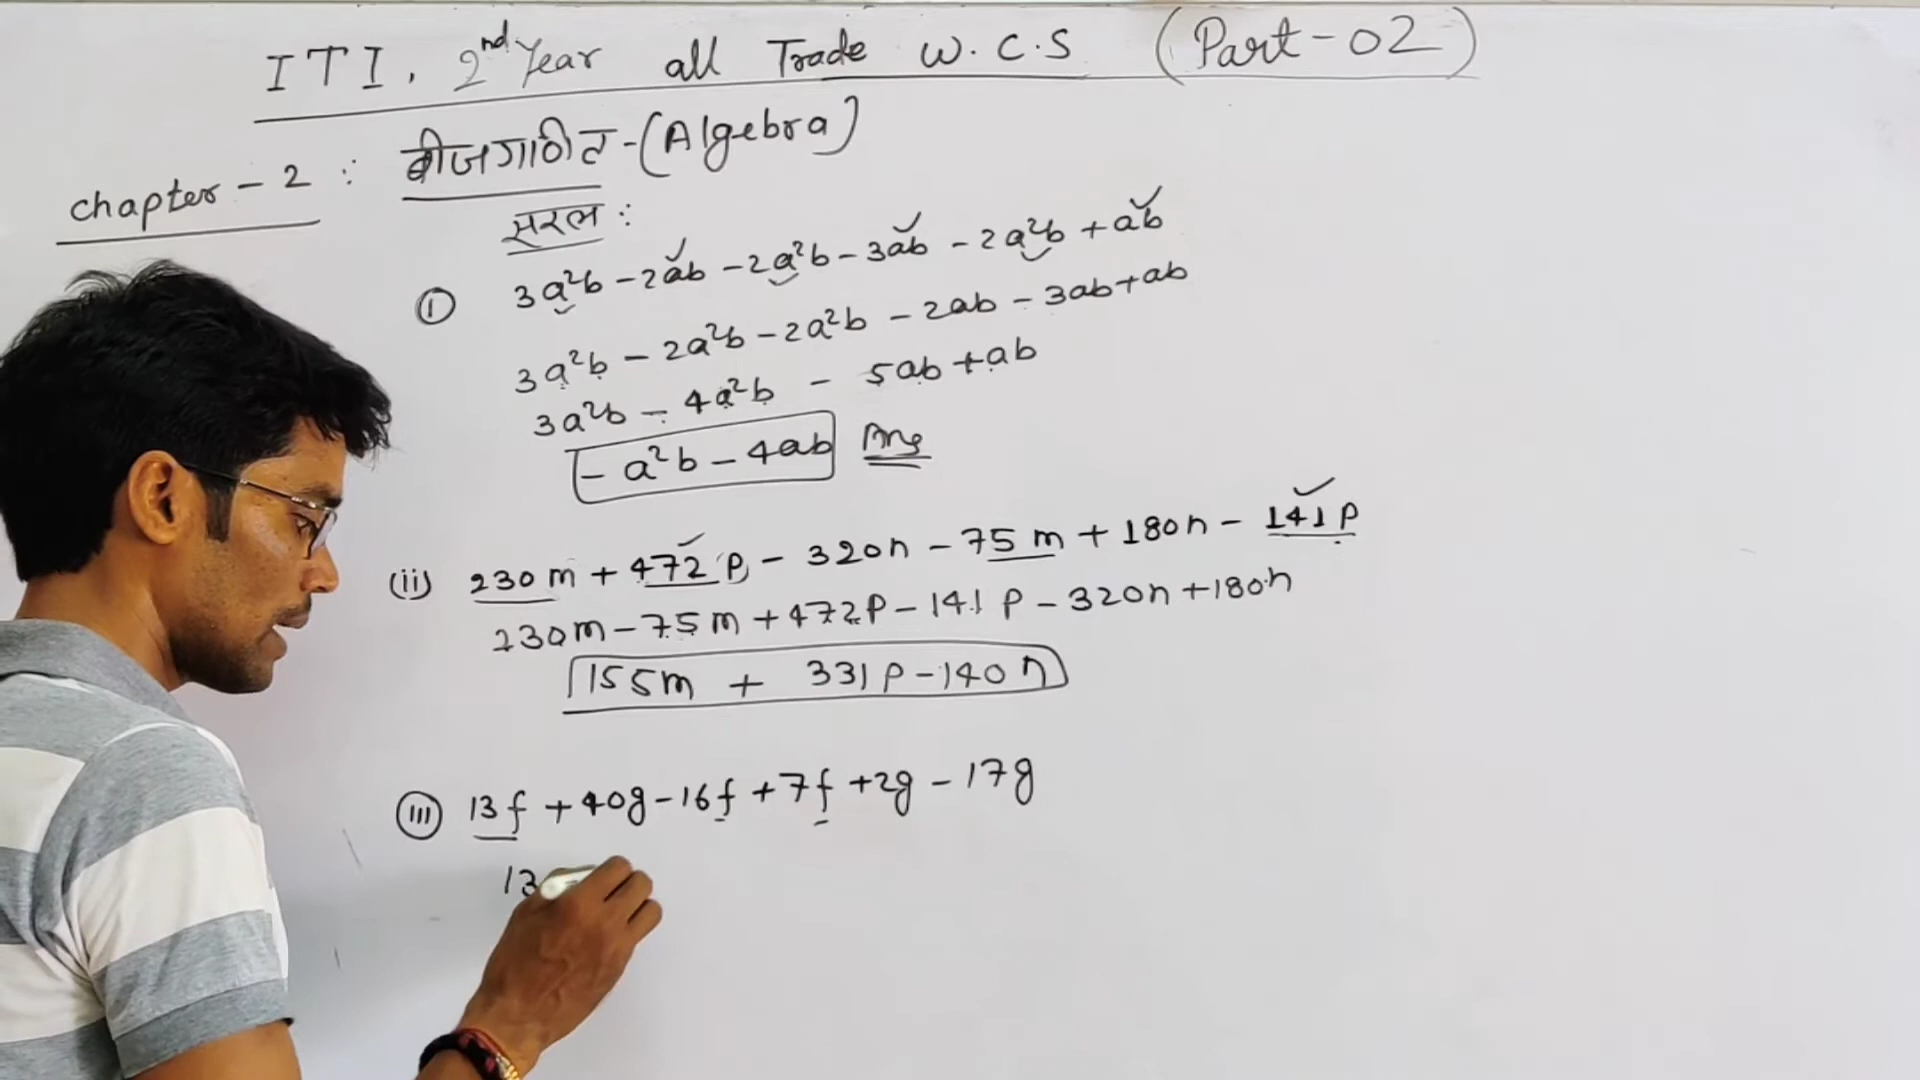 ITI, 2nd Year all Trade W.C.S (Part-02)
chapter-2: बीजगणित-(Algebra)
सरल:
(i) 3a²b-2ab-2a²b-3ab-2a²b+ab
3a²b-2a²b-2a²b-2ab-3ab+ab
3a²b-4a²b-5ab+ab
-a²b-4ab Ans
(ii) 230m+472p-320n-75m+180n-141p
230m-75m+472p-141p-320n+180n
155m+331p-140n
(iii) 13f+40g-16f+7f+2g-17g
13